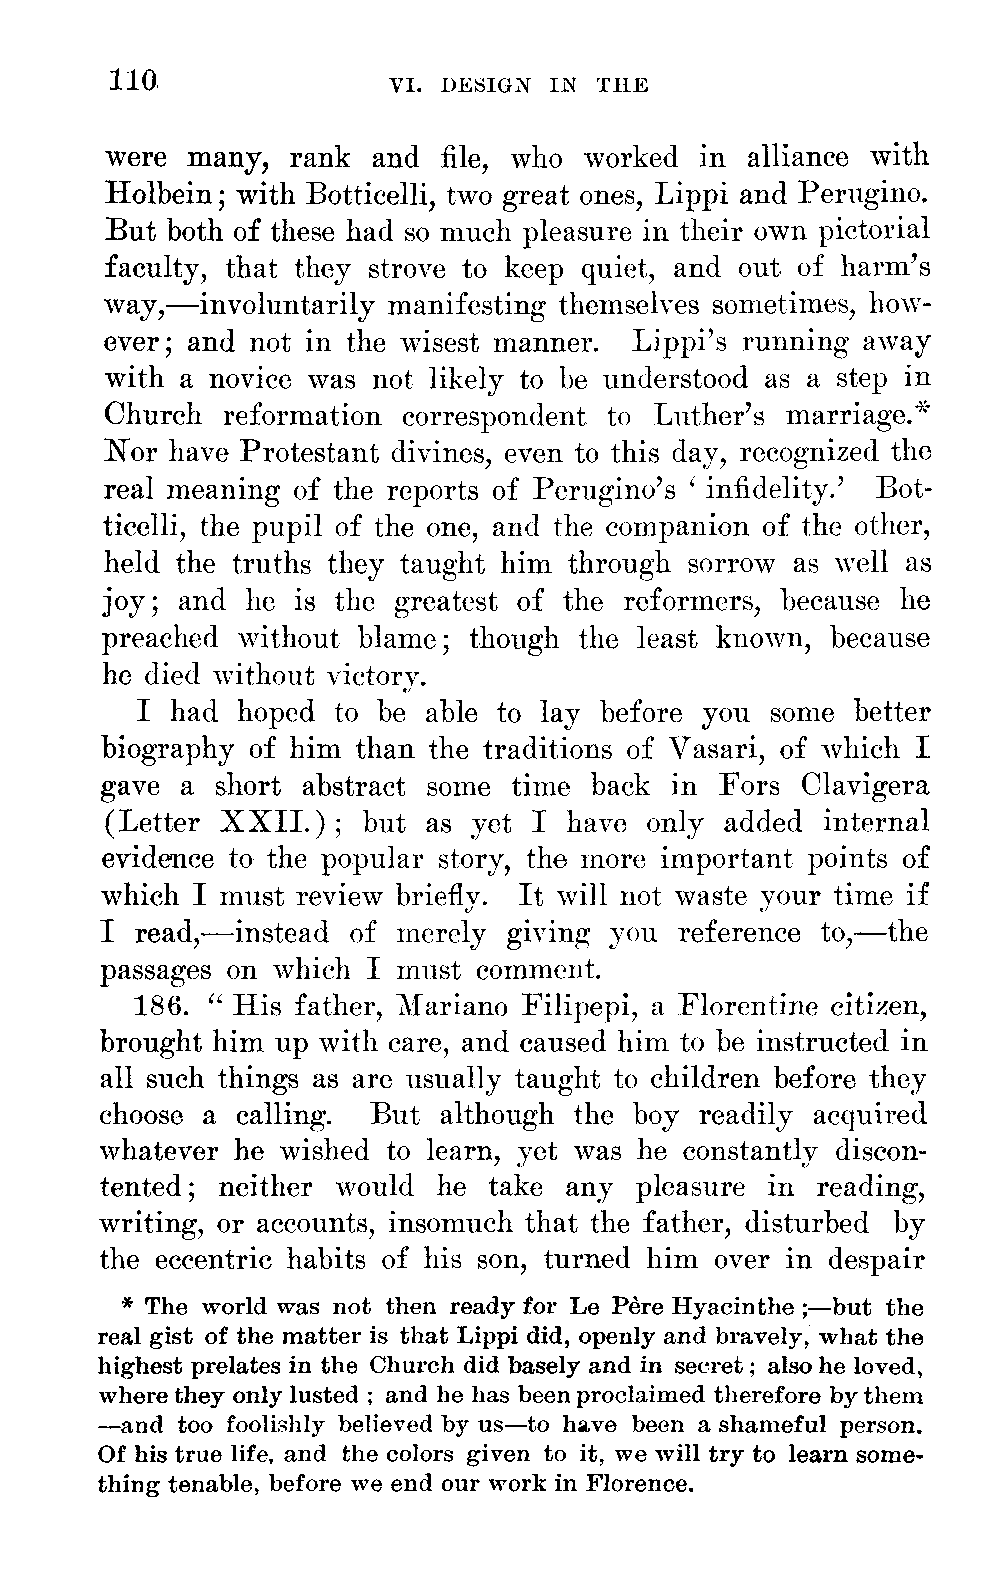 110
VI. DESIGN IN THE
were many, rank and file, who worked in alliance with
Holbein; with Botticelli, two great ones, Lippi and Perugino.
But both of these had so much pleasure in their own pictorial
faculty, that they strove to keep quiet, and out of harm's
way,—involuntarily manifesting themselves sometimes, how-
ever; and not in the wisest manner. Lippi's running away
with a novice was not likely to be understood as a step in
Church reformation correspondent to Luther's marriage.*
Nor have Protestant divines, even to this day, recognized the
real meaning of the reports of Perugino's ‘infidelity.’ Bot-
ticelli, the pupil of the one, and the companion of the other,
held the truths they taught him through sorrow as well as
joy; and he is the greatest of the reformers, because he
preached without blame; though the least known, because
he died without victory.
I had hoped to be able to lay before you some better
biography of him than the traditions of Vasari, of which I
gave a short abstract some time back in Fors Clavigera
(Letter XXII.); but as yet I have only added internal
evidence to the popular story, the more important points of
which I must review briefly. It will not waste your time if
I read,—instead of merely giving you reference to,—the
passages on which I must comment.
186. “His father, Mariano Filipepi, a Florentine citizen,
brought him up with care, and caused him to be instructed in
all such things as are usually taught to children before they
choose a calling. But although the boy readily acquired
whatever he wished to learn, yet was he constantly discon-
tented; neither would he take any pleasure in reading,
writing, or accounts, insomuch that the father, disturbed by
the eccentric habits of his son, turned him over in despair
* The world was not then ready for Le Père Hyacinthe;—but the
real gist of the matter is that Lippi did, openly and bravely, what the
highest prelates in the Church did basely and in secret; also he loved,
where they only lusted; and he has been proclaimed therefore by them
—and too foolishly believed by us—to have been a shameful person.
Of his true life, and the colors given to it, we will try to learn some-
thing tenable, before we end our work in Florence.